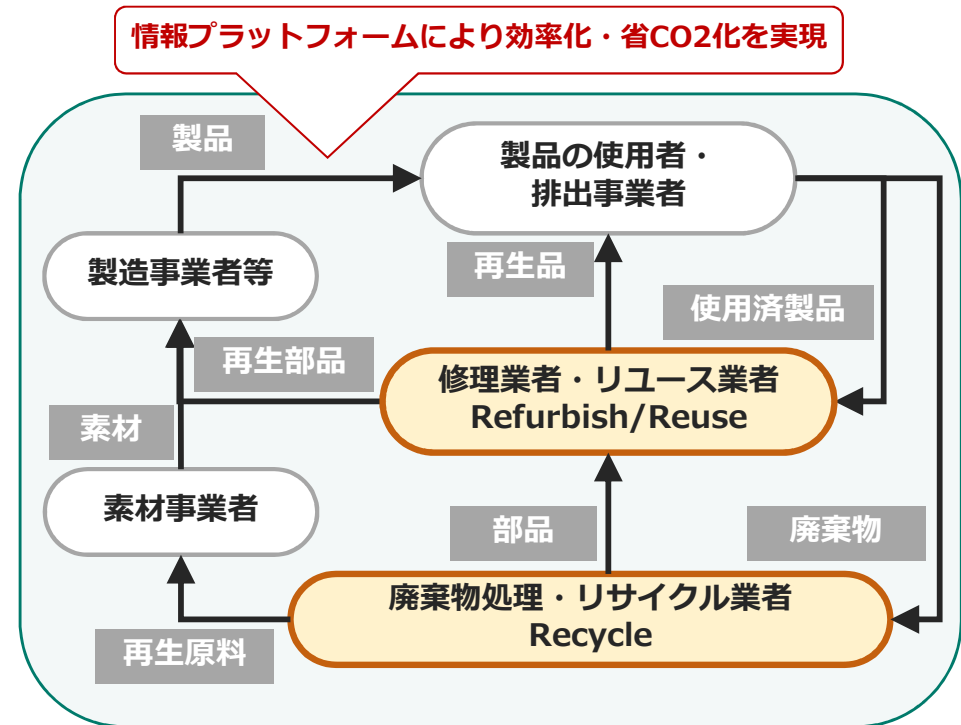 情報プラットフォームにより効率化・省CO2化を実現
製品
製品の使用者・
排出事業者
製造事業者等
再生品
使用済製品
再生部品
修理業者・リユース業者
Refurbish/Reuse
素材
素材事業者
部品
廃棄物
廃棄物処理・リサイクル業者
Recycle
再生原料